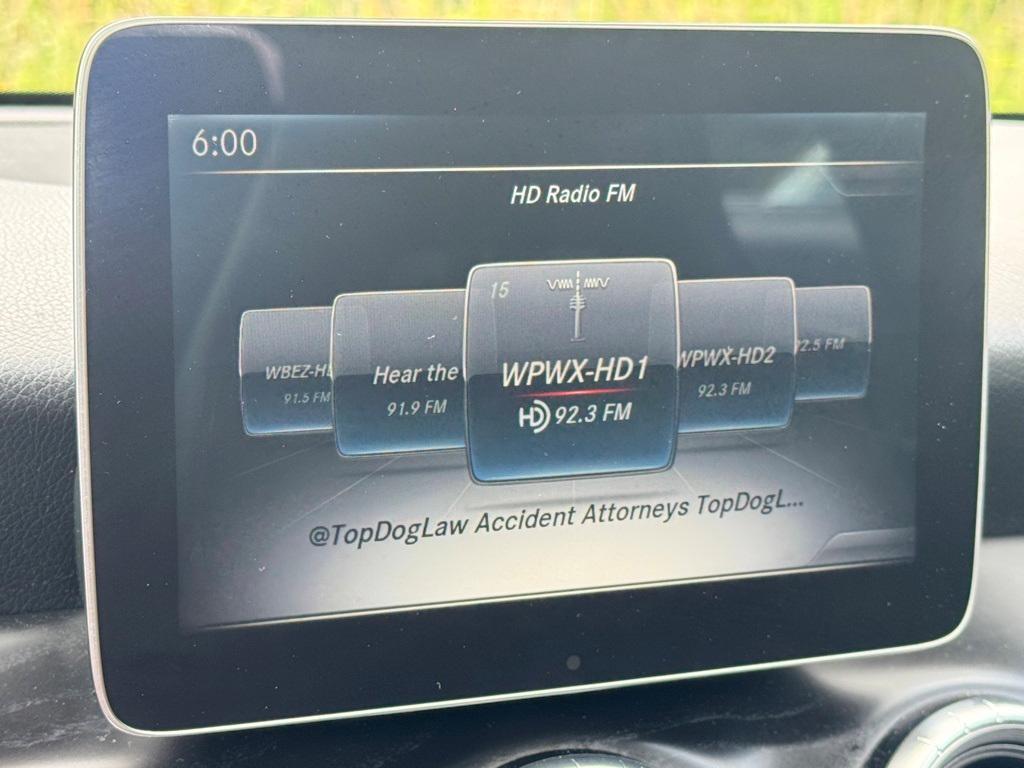 6:00
HD Radio FM
15
WBEZ-H
91.5 FM
Hear the
91.9 FM
WPWX-HD1
HD 92.3 FM
WPWX-HD2
92.3 FM
2.5 FM
@TopDogLaw Accident Attorneys TopDogL...